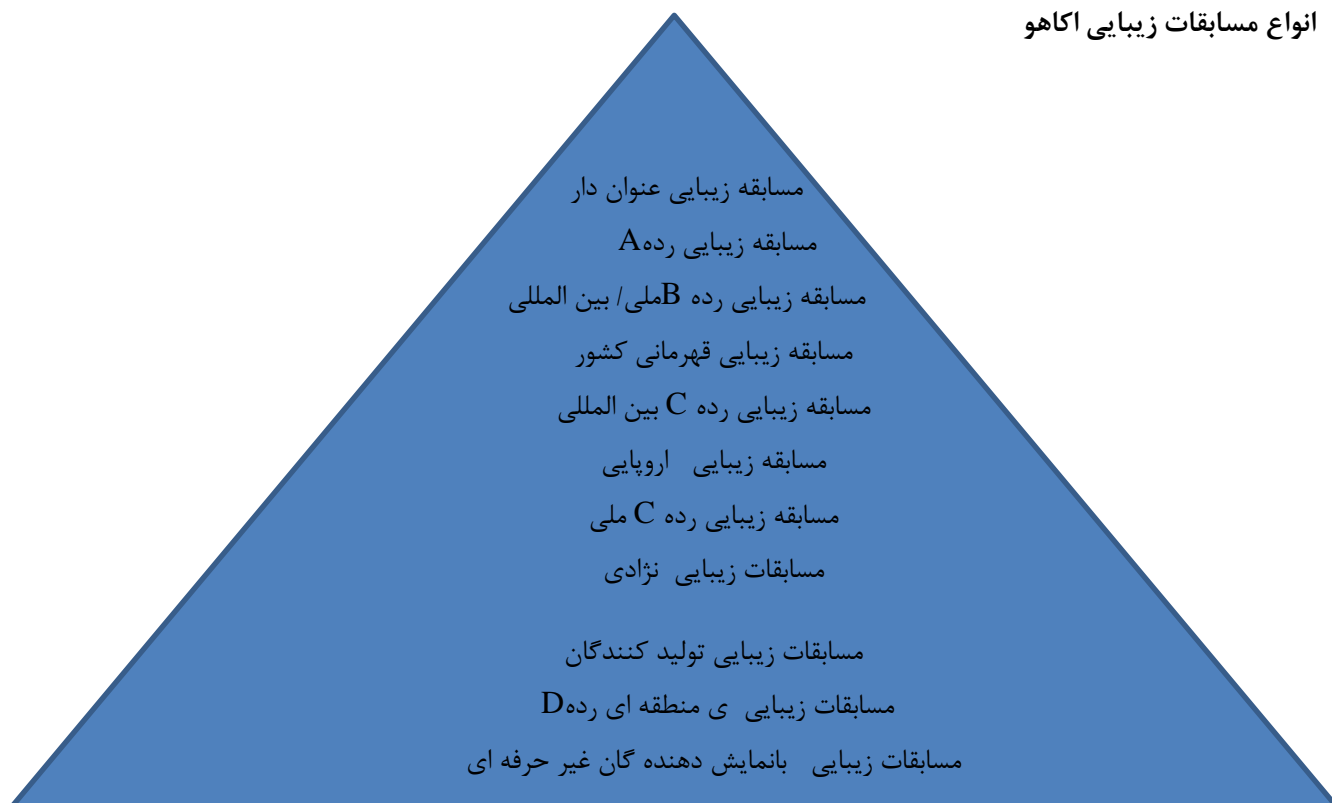 انواع مسابقات زیبایی اکاهو
مسابقه زیبایی عنوان دار
مسابقه زیبایی ردهA
مسابقه زیبایی رده Bملی/ بین المللی
مسابقه زیبایی قهرمانی کشور
مسابقه زیبایی رده C بین المللی
مسابقه زیبایی اروپایی
مسابقه زیبایی رده C ملی
مسابقات زیبایی نژادی
مسابقات زیبایی تولید کنندگان
مسابقات زیبایی ی منطقه ای ردهD
مسابقات زیبایی بانمایش دهنده گان غیر حرفه ای